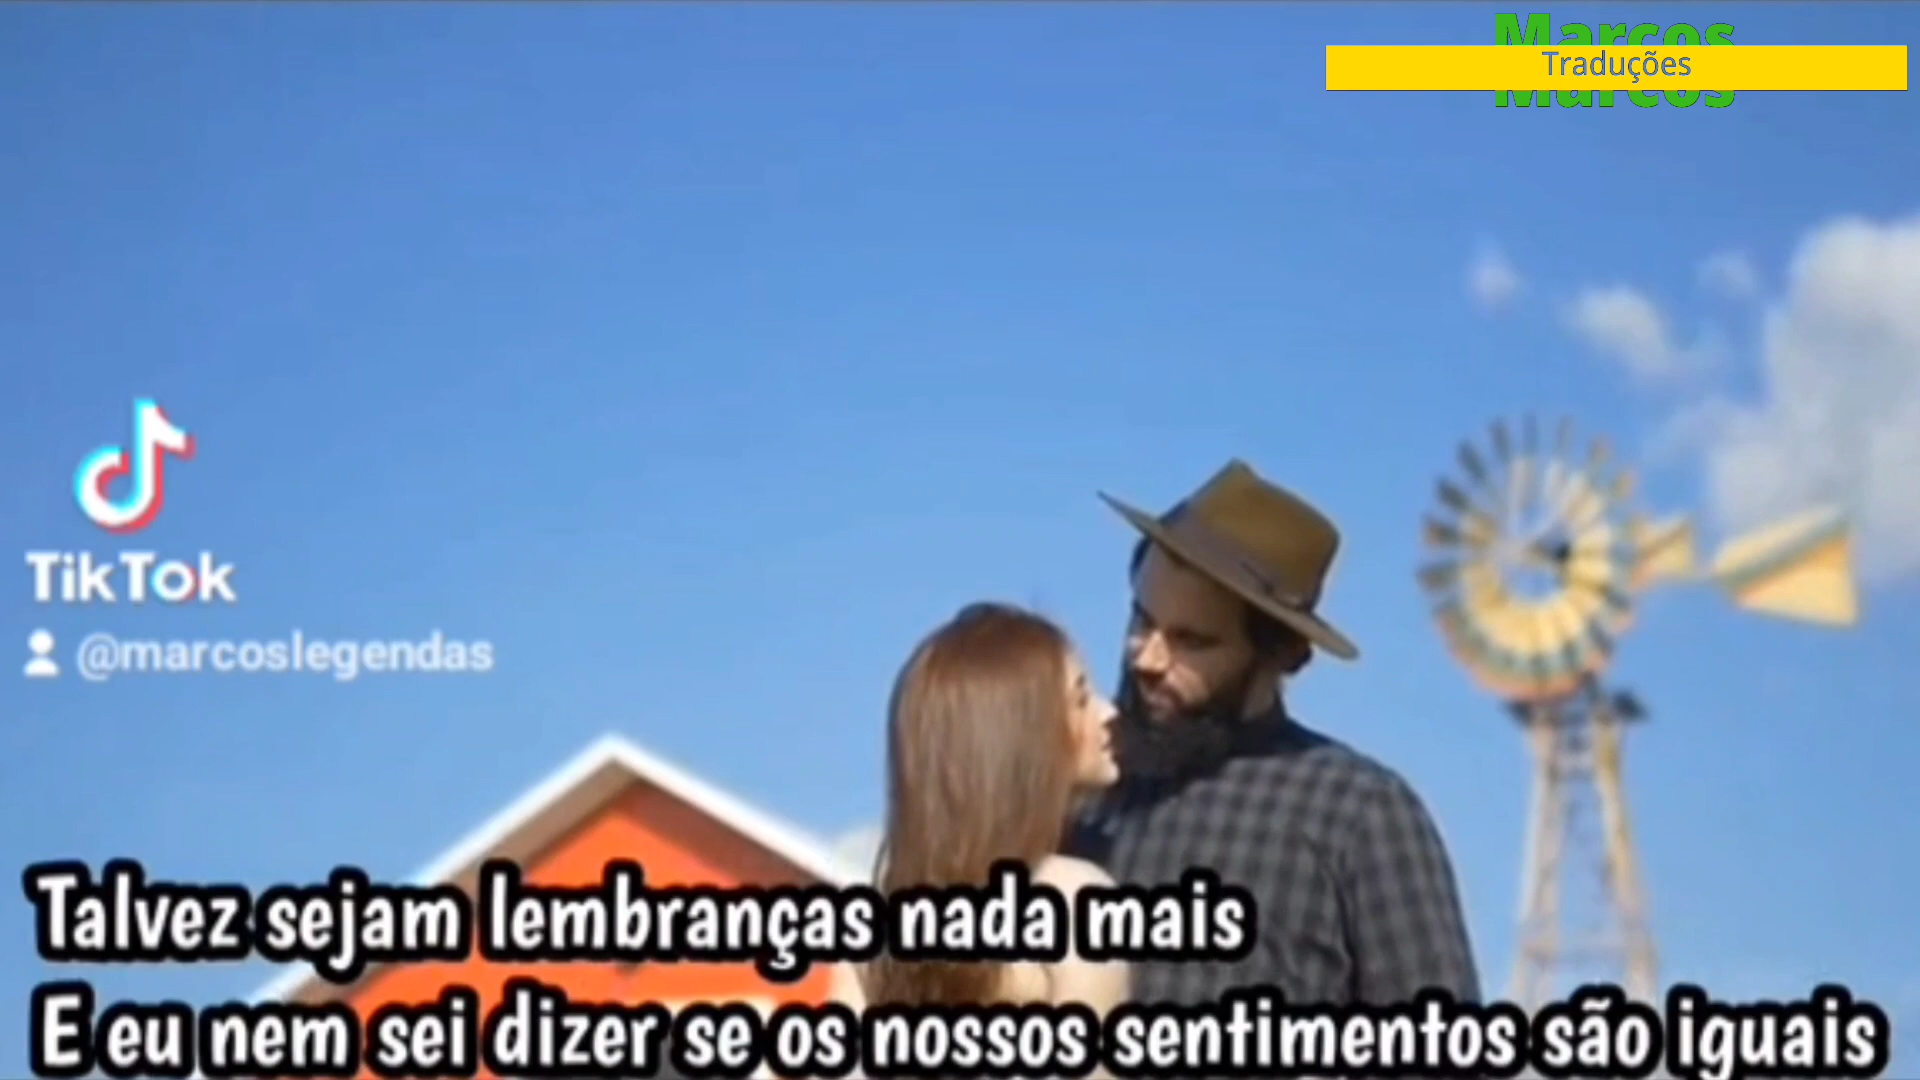 Marcos
Traduções
Marcos
TikTok
@marcoslegendas
Talvez sejam lembranças nada mais
E eu nem sei dizer se os nossos sentimentos são iguais